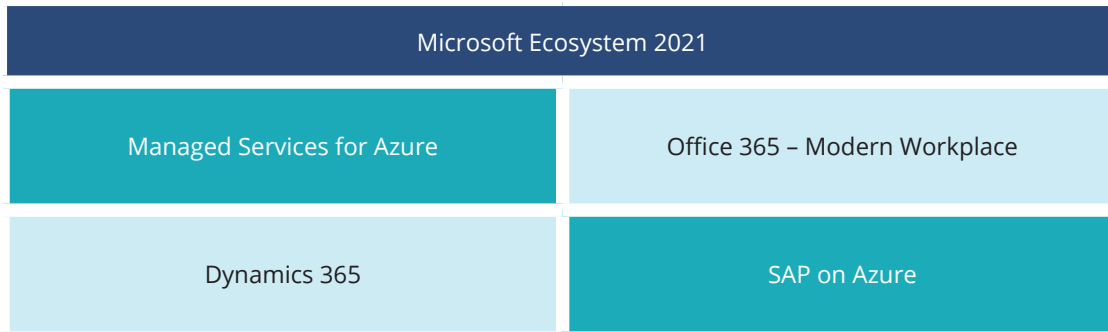 Microsoft Ecosystem 2021
Managed Services for Azure
Office 365 – Modern Workplace
Dynamics 365
SAP on Azure